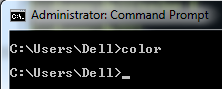 Administrator: Command Prompt
C:\Users\Dell>color
C:\Users\Dell>_